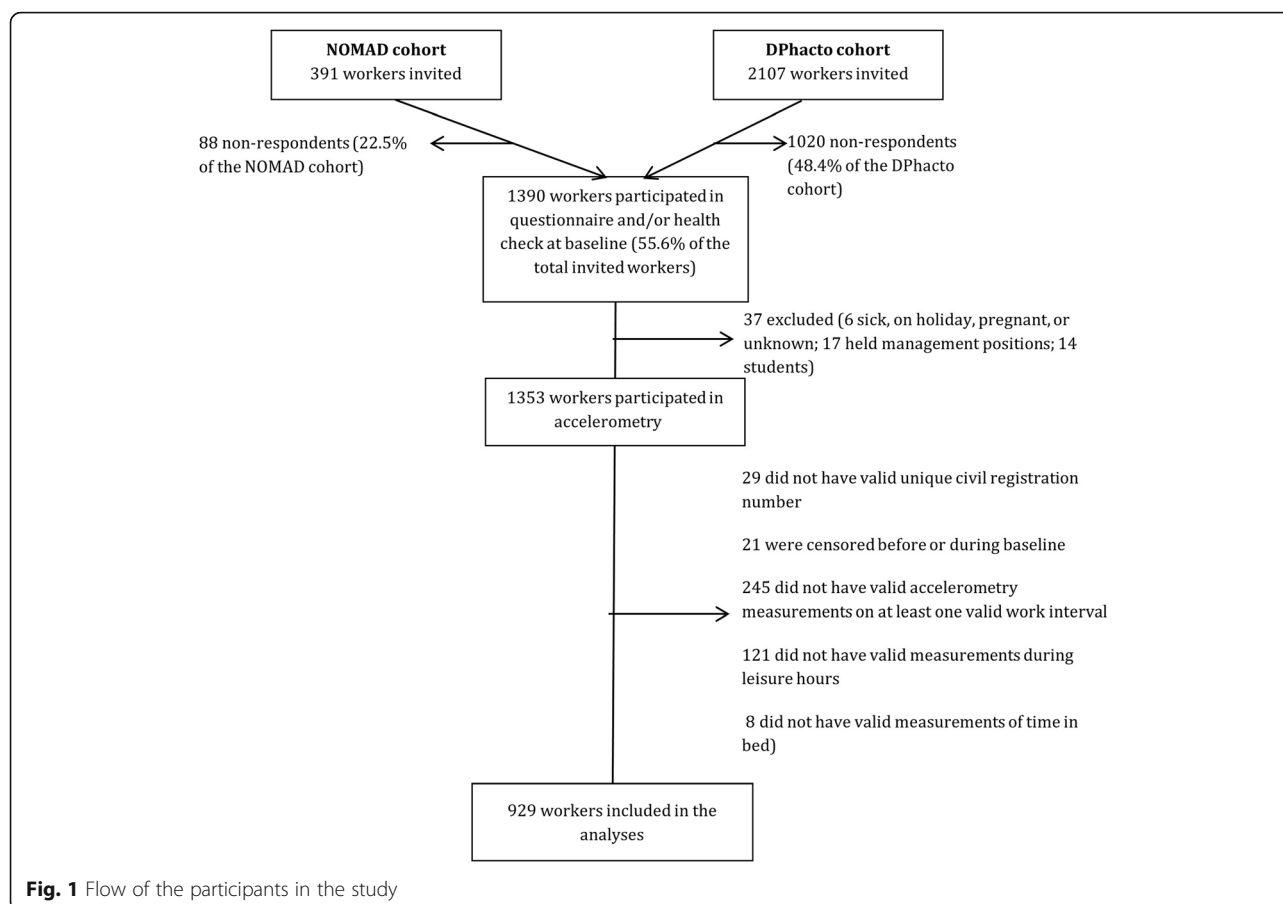 NOMAD cohort
391 workers invited
DPhacto cohort
2107 workers invited
88 non-respondents (22.5%
of the NOMAD cohort)
1020 non-respondents
(48.4% of the DPhacto
cohort)
1390 workers participated in
questionnaire and/or health
check at baseline (55.6% of the
total invited workers)
37 excluded (6 sick, on holiday, pregnant, or
unknown; 17 held management positions; 14
students)
1353 workers participated in
accelerometry
29 did not have valid unique civil registration
number
21 were censored before or during baseline
245 did not have valid accelerometry
measurements on at least one valid work interval
121 did not have valid measurements during
leisure hours
8 did not have valid measurements of time in
bed)
929 workers included in the
analyses
Fig. 1 Flow of the participants in the study